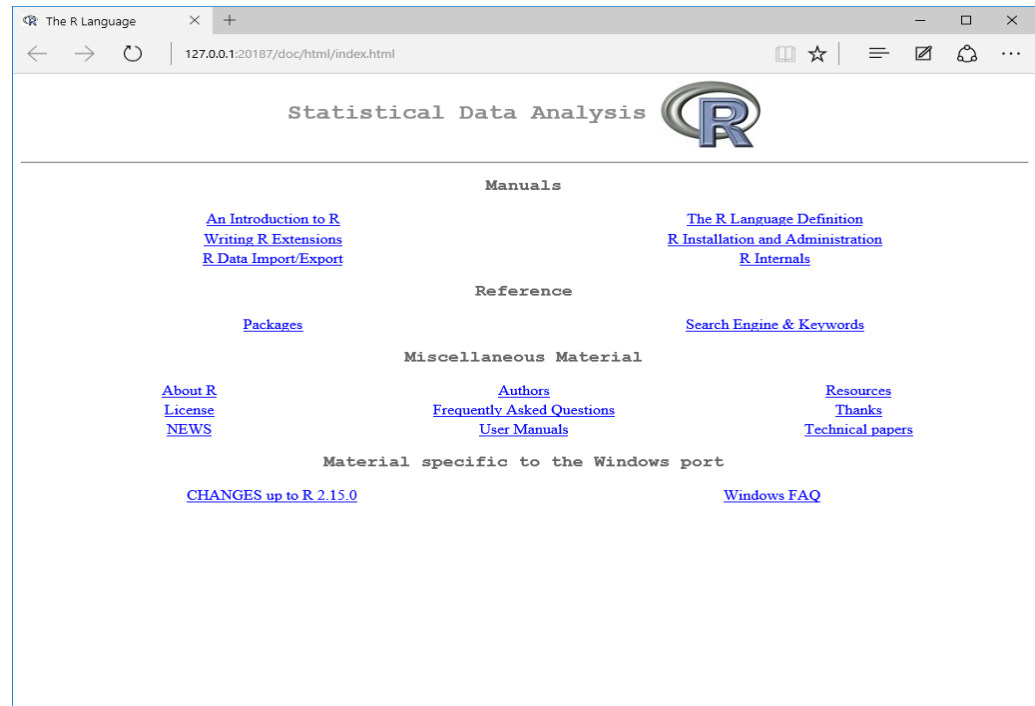 The R Language
127.0.0.1:20187/doc/html/index.html
Statistical Data Analysis R
Manuals
An Introduction to R The R Language Definition
Writing R Extensions R Installation and Administration
R Data Import/Export R Internals
Reference
Packages Search Engine & Keywords
Miscellaneous Material
About R Authors Resources
License Frequently Asked Questions Thanks
NEWS User Manuals Technical papers
Material specific to the Windows port
CHANGES up to R 2.15.0 Windows FAQ